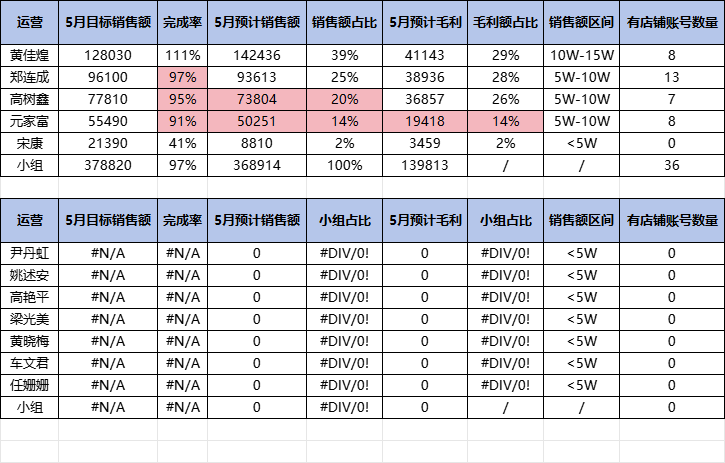 运营 5月目标销售额 完成率 5月预计销售额 销售额占比 5月预计毛利 毛利额占比 销售额区间 有店铺账号数量
黄佳煌 128030 111% 142436 39% 41143 29% 10W-15W 8
郑连成 96100 97% 93613 25% 38936 28% 5W-10W 13
高树鑫 77810 95% 73804 20% 36857 26% 5W-10W 7
元家富 55490 91% 50251 14% 19418 14% 5W-10W 8
宋康 21390 41% 8810 2% 3459 2% <5W 0
小组 378820 97% 368914 100% 139813 / / 36
运营 5月目标销售额 完成率 5月预计销售额 小组占比 5月预计毛利 小组占比 销售额区间 有店铺账号数量
尹丹虹 #N/A #N/A 0 #DIV/0! 0 #DIV/0! <5W 0
姚述安 #N/A #N/A 0 #DIV/0! 0 #DIV/0! <5W 0
高艳平 #N/A #N/A 0 #DIV/0! 0 #DIV/0! <5W 0
梁光美 #N/A #N/A 0 #DIV/0! 0 #DIV/0! <5W 0
黄晓梅 #N/A #N/A 0 #DIV/0! 0 #DIV/0! <5W 0
车文君 #N/A #N/A 0 #DIV/0! 0 #DIV/0! <5W 0
任姗姗 #N/A #N/A 0 #DIV/0! 0 #DIV/0! <5W 0
小组 #N/A #N/A 0 #DIV/0! 0 / / 0